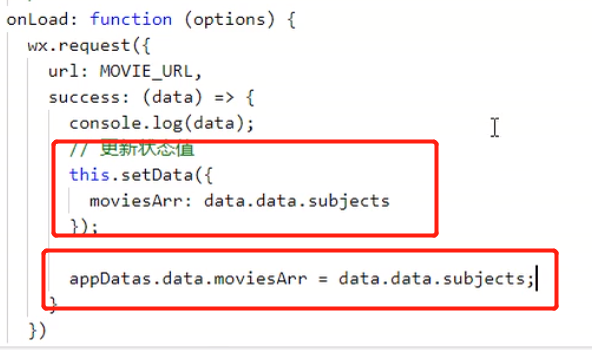 onLoad: function (options) {
wx.request({
url: MOVIE_URL,
success: (data) => {
console.log(data);
// 更新状态值
this.setData({
moviesArr: data.data.subjects
});
appDatas.data.moviesArr = data.data.subjects;
}
})